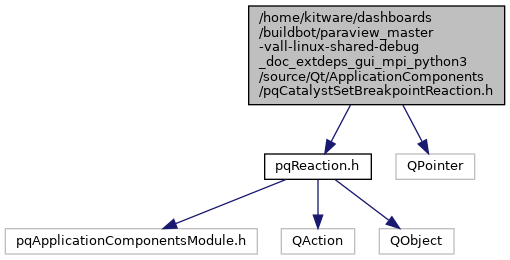 /home/kitware/dashboards
/buildbot/paraview_master
-vall-linux-shared-debug
_doc_extdeps_gui_mpi_python3
/source/Qt/ApplicationComponents
/pqCatalystSetBreakpointReaction.h
pqReaction.h
QPointer
pqApplicationComponentsModule.h
QAction
QObject